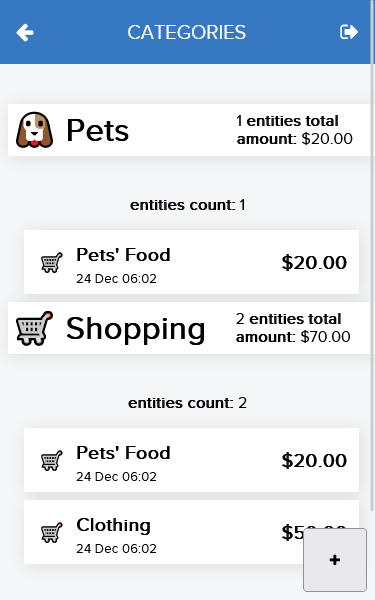 CATEGORIES
Pets
1 entities total
amount: $20.00
entities count: 1
Pets' Food
24 Dec 06:02
$20.00
Shopping
2 entities total
amount: $70.00
entities count: 2
Pets' Food
24 Dec 06:02
$20.00
Clothing
24 Dec 06:02
+